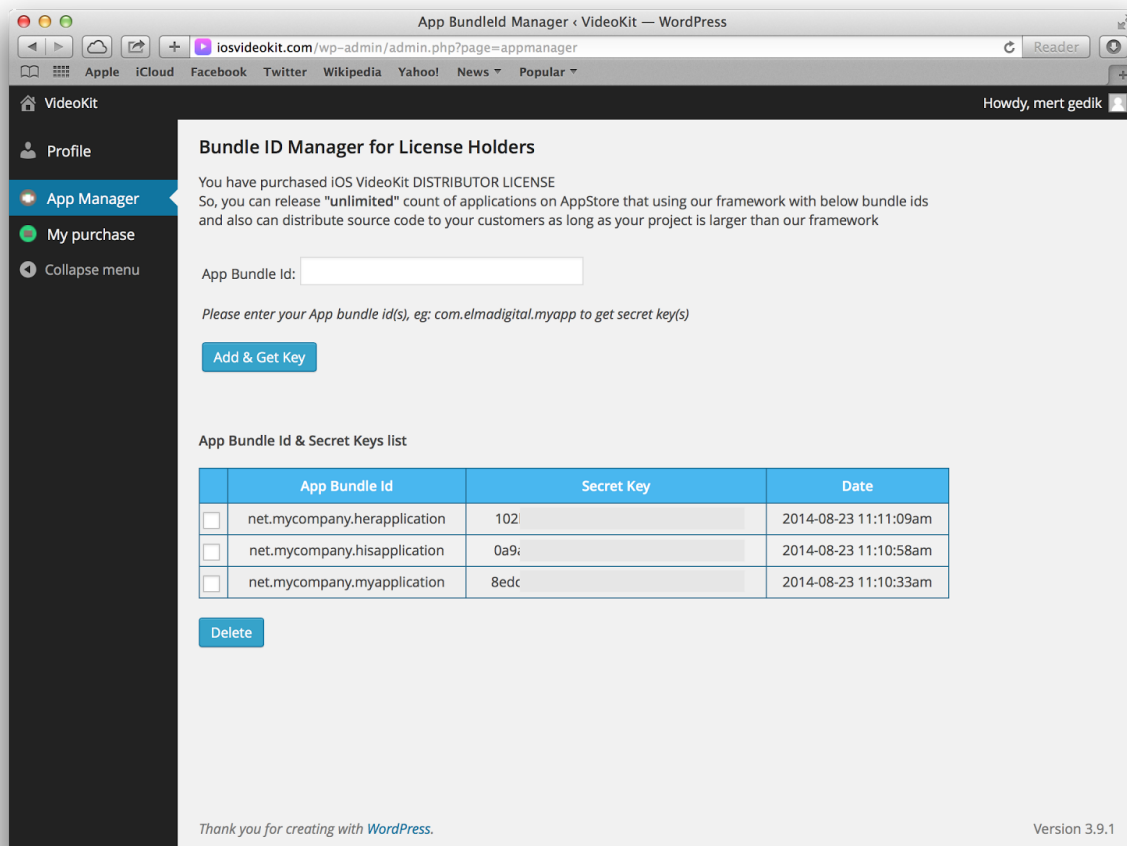 App BundleId Manager ‹ VideoKit — WordPress
iosvideokit.com/wp-admin/admin.php?page=appmanager
Reader
Apple iCloud Facebook Twitter Wikipedia Yahoo! News Popular
VideoKit
Howdy, mert gedik
Profile
App Manager
My purchase
Collapse menu
Bundle ID Manager for License Holders
You have purchased iOS VideoKit DISTRIBUTOR LICENSE
So, you can release "unlimited" count of applications on AppStore that using our framework with below bundle ids
and also can distribute source code to your customers as long as your project is larger than our framework
App Bundle Id:
Please enter your App bundle id(s), eg: com.elmadigital.myapp to get secret key(s)
Add & Get Key
App Bundle Id & Secret Keys list
App Bundle Id Secret Key Date
net.mycompany.herapplication 102 2014-08-23 11:11:09am
net.mycompany.hisapplication 0a9 2014-08-23 11:10:58am
net.mycompany.myapplication 8ed 2014-08-23 11:10:33am
Delete
Thank you for creating with WordPress.
Version 3.9.1